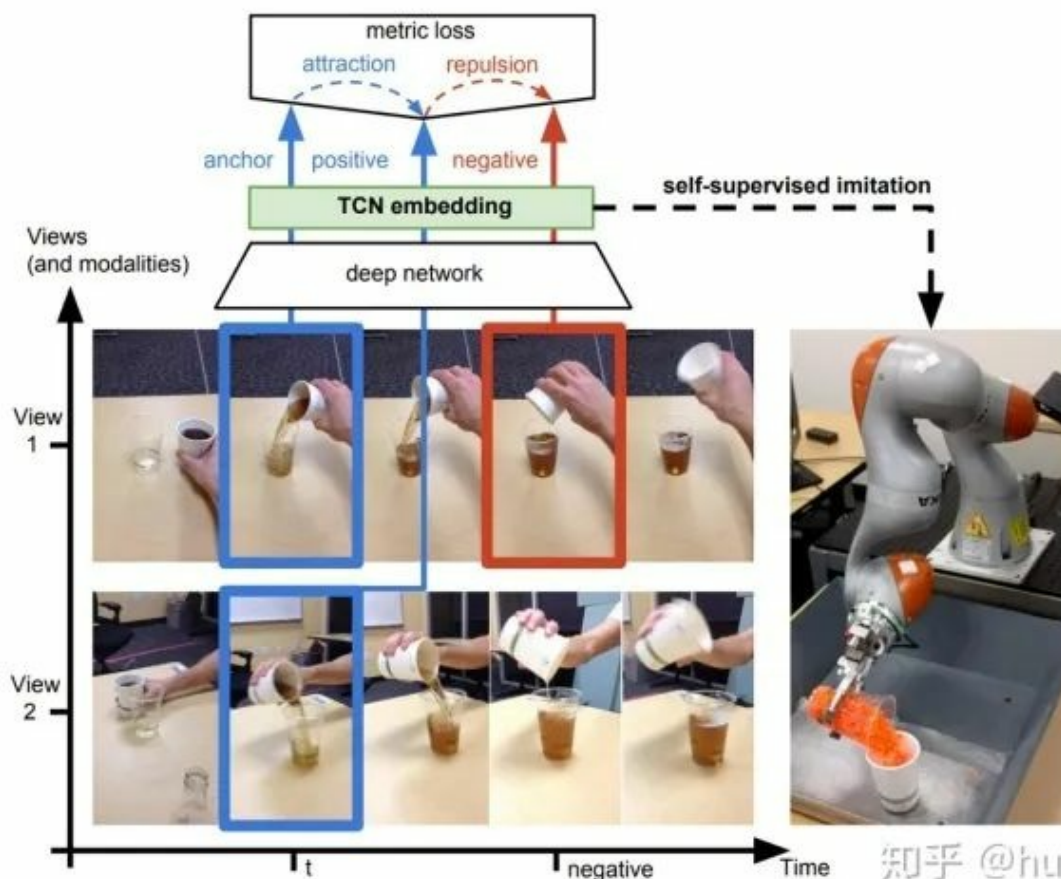 metric loss
attraction
repulsion
anchor
positive
negative
TCN embedding
self-supervised imitation
Views
(and modalities)
deep network
View
1
KA
View
2
t
negative
Time
知乎 @hu